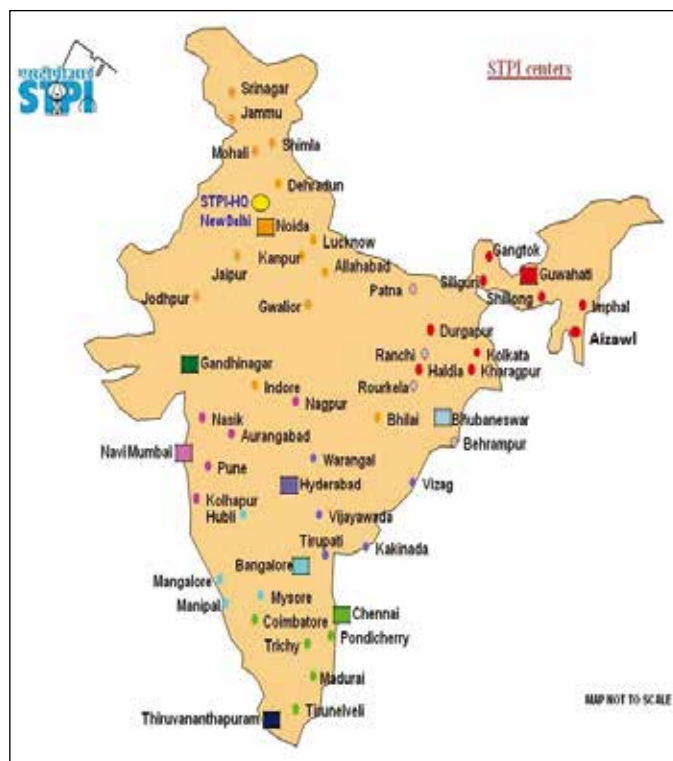 STPI
STPI centers
Srinagar
Jammu
Shimla
Mohali
Dehradun
STPI-HQ
New Delhi
Noida
Lucknow
Kanpur
Gangtok
Jaipur
Allahabad
Guwahati
Siliguri
Patna
Jodhpur
Shillong
Gwalior
Imphal
Durgapur
Aizawl
Ranchi
Kolkata
Gandhinagar
Haldia
Kharagpur
Indore
Rourkela
Nagpur
Nasik
Bhilai
Bhubaneswar
Aurangabad
Behrampur
Navi Mumbai
Warangal
Pune
Hyderabad
Vizag
Kolhapur
Hubli
Vijayawada
Tirupati
Kakinada
Bangalore
Mangalore
Manipal
Mysore
Chennai
Coimbatore
Pondicherry
Trichy
Madurai
MAP NOT TO SCALE
Tirunelveli
Thiruvananthapuram